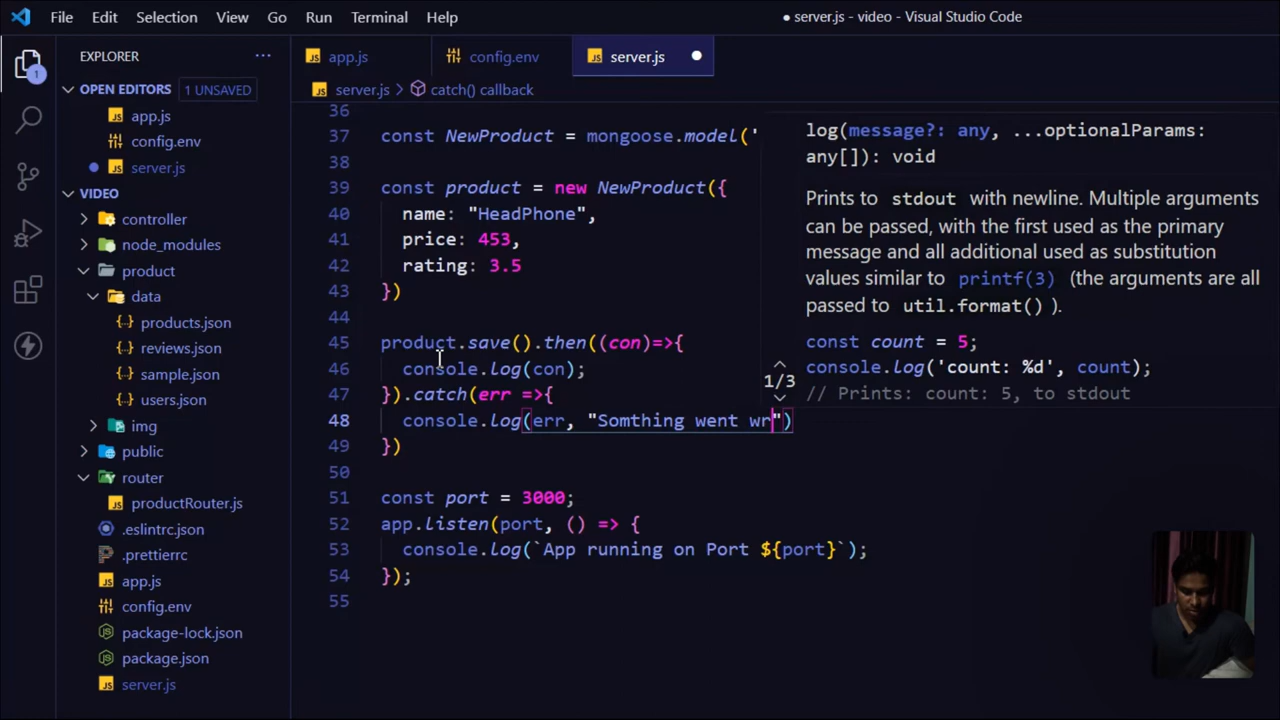 File Edit Selection View Go Run Terminal Help
● server.js - video - Visual Studio Code
1
EXPLORER ...
OPEN EDITORS 1 UNSAVED
JS app.js
config.env
● JS server.js
VIDEO
controller
node_modules
product
data
{..} products.json
{..} reviews.json
{..} sample.json
{..} users.json
img
public
router
JS productRouter.js
.eslintrc.json
.prettierrc
JS app.js
config.env
package-lock.json
package.json
JS server.js
JS app.js config.env JS server.js ●
JS server.js > catch() callback
36
37 const NewProduct = mongoose.model('
38
39 const product = new NewProduct({
40 name: "HeadPhone",
41 price: 453,
42 rating: 3.5
43 })
44
45 product.save().then((con)=>{
46 console.log(con);
47 }).catch(err =>{
48 console.log(err, "Somthing went wr")
49 })
50
51 const port = 3000;
52 app.listen(port, () => {
53 console.log(`App running on Port ${port}`);
54 });
55
1/3
log(message?: any, ...optionalParams:
any[]): void
Prints to stdout with newline. Multiple arguments
can be passed, with the first used as the primary
message and all additional used as substitution
values similar to printf(3) (the arguments are all
passed to util.format() ).
const count = 5;
console.log('count: %d', count);
// Prints: count: 5, to stdout